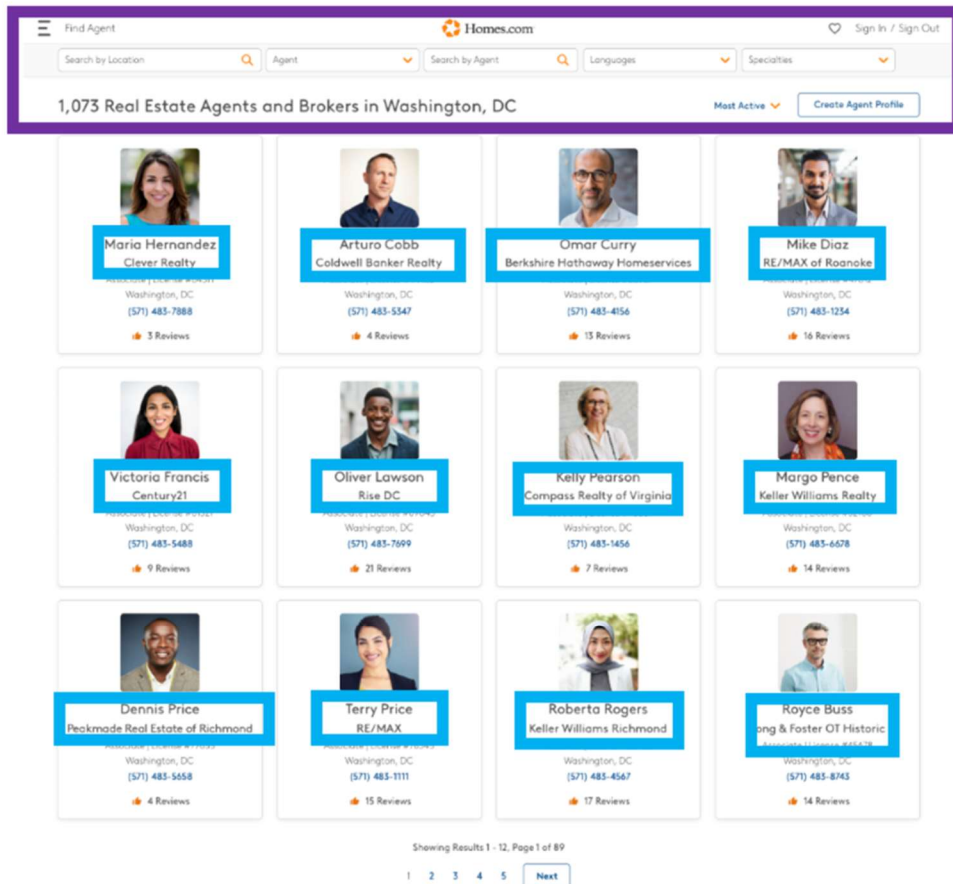 Find Agent
Homes.com
Sign In / Sign Out
Search by Location
Agent
Search by Agent
Languages
Specialties
1,073 Real Estate Agents and Brokers in Washington, DC
Most Active
Create Agent Profile
Maria Hernandez
Clever Realty
Washington, DC
(571) 483-7888
3 Reviews
Arturo Cobb
Coldwell Banker Realty
Washington, DC
(571) 483-5347
4 Reviews
Omar Curry
Berkshire Hathaway Homeservices
Washington, DC
(571) 483-4156
13 Reviews
Mike Diaz
RE/MAX of Roanoke
Washington, DC
(571) 483-1234
16 Reviews
Victoria Francis
Century21
Washington, DC
(571) 483-5488
9 Reviews
Oliver Lawson
Rise DC
Washington, DC
(571) 483-7699
21 Reviews
Kelly Pearson
Compass Realty of Virginia
Washington, DC
(571) 483-1456
7 Reviews
Margo Pence
Keller Williams Realty
Washington, DC
(571) 483-6678
14 Reviews
Dennis Price
Peakmade Real Estate of Richmond
Washington, DC
(571) 483-5658
4 Reviews
Terry Price
RE/MAX
Washington, DC
(571) 483-1111
15 Reviews
Roberta Rogers
Keller Williams Richmond
Washington, DC
(571) 483-4567
17 Reviews
Royce Buss
ong & Foster OT Historic
Washington, DC
(571) 483-8743
14 Reviews
Showing Results 1 - 12, Page 1 of 89
1 2 3 4 5 Next